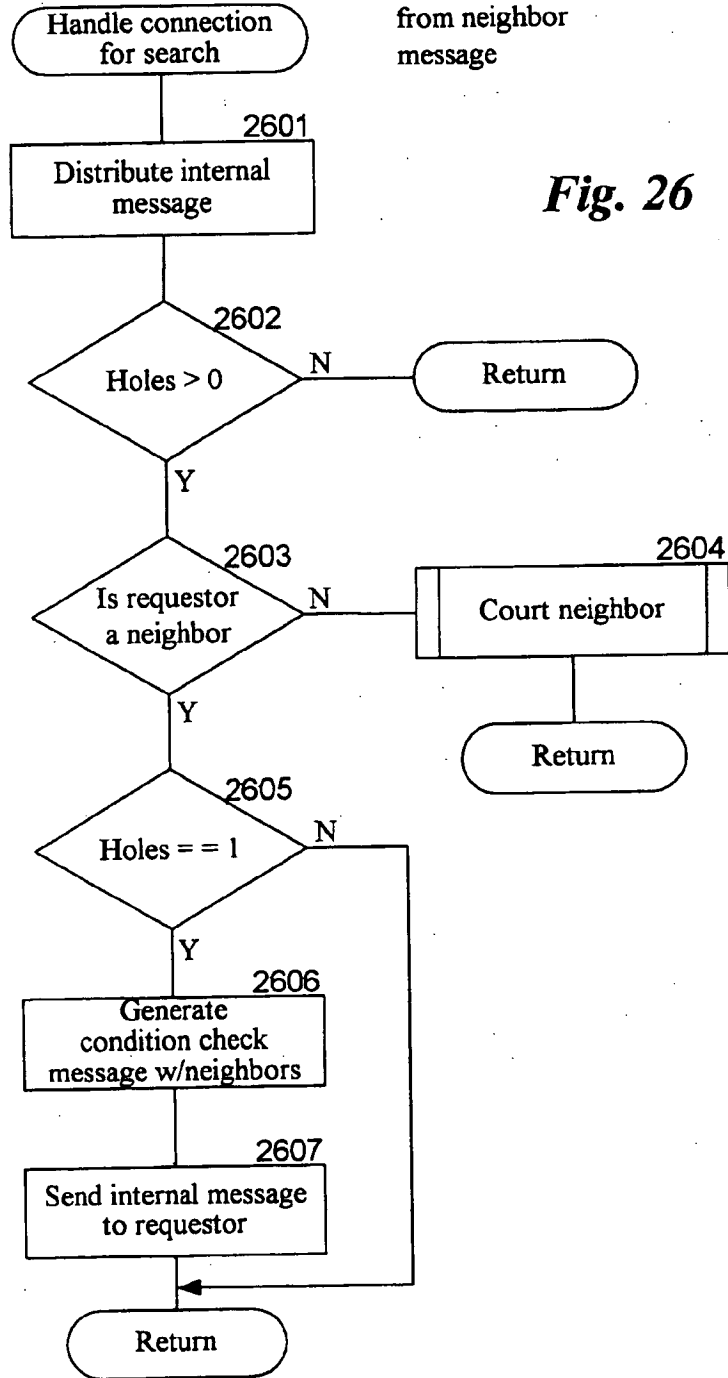 Handle connection
for search
from neighbor
message
2601
Distribute internal
message
Fig. 26
2602
Holes > 0
N
Return
Y
2603
Is requestor
a neighbor
N
2604
Court neighbor
Return
Y
2605
Holes = = 1
N
Y
2606
Generate
condition check
message w/neighbors
2607
Send internal message
to requestor
Return